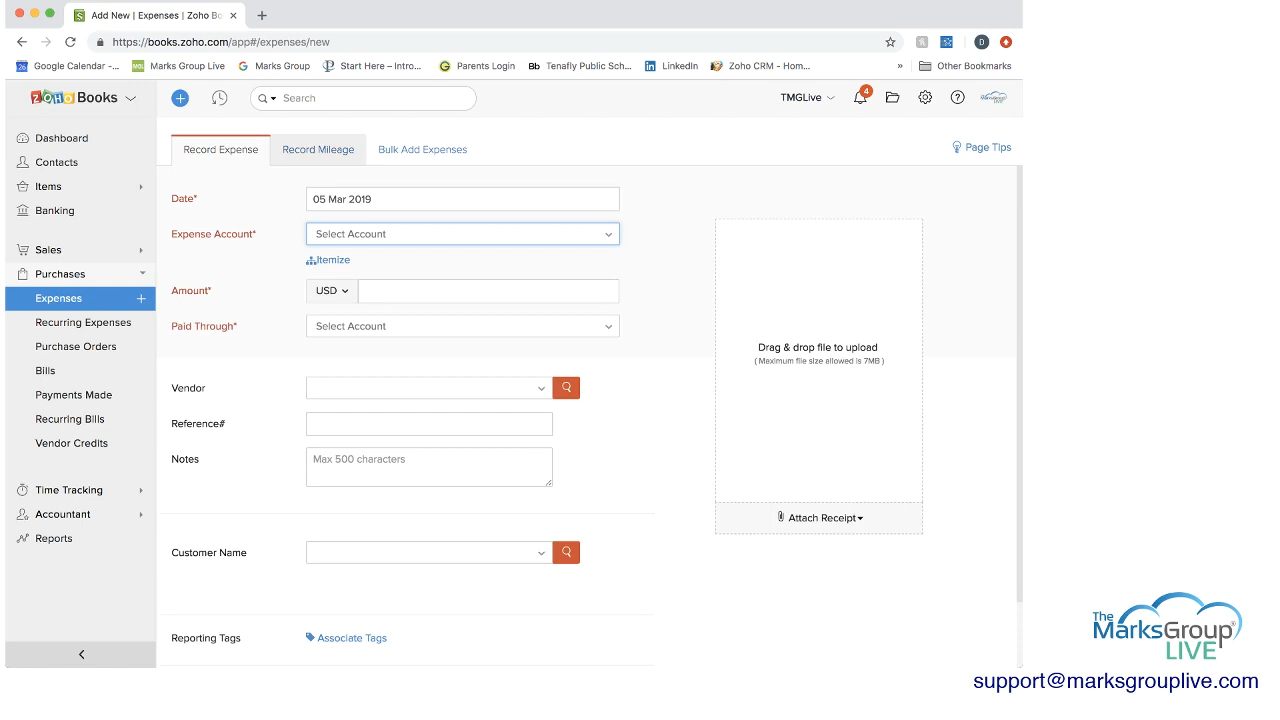 Add New | Expenses | Zoho Bo
https://books.zoho.com/app#/expenses/new
D
Google Calendar -...
Marks Group Live
Marks Group
Start Here – Intro...
Parents Login
Bb Tenafly Public Sch...
LinkedIn
Zoho CRM - Hom...
»
Other Bookmarks
ZOHO Books
Search
TMGLive
4
Dashboard
Contacts
Items
Banking
Sales
Purchases
Expenses
Recurring Expenses
Purchase Orders
Bills
Payments Made
Recurring Bills
Vendor Credits
Time Tracking
Accountant
Reports
Record Expense
Record Mileage
Bulk Add Expenses
Page Tips
Date*
05 Mar 2019
Expense Account*
Select Account
Itemize
Amount*
USD
Paid Through*
Select Account
Vendor
Reference#
Notes
Max 500 characters
Customer Name
Reporting Tags
Associate Tags
Drag & drop file to upload
( Maximum file size allowed is 7MB )
Attach Receipt
The
MarksGroup®
LIVE
support@marksgrouplive.com